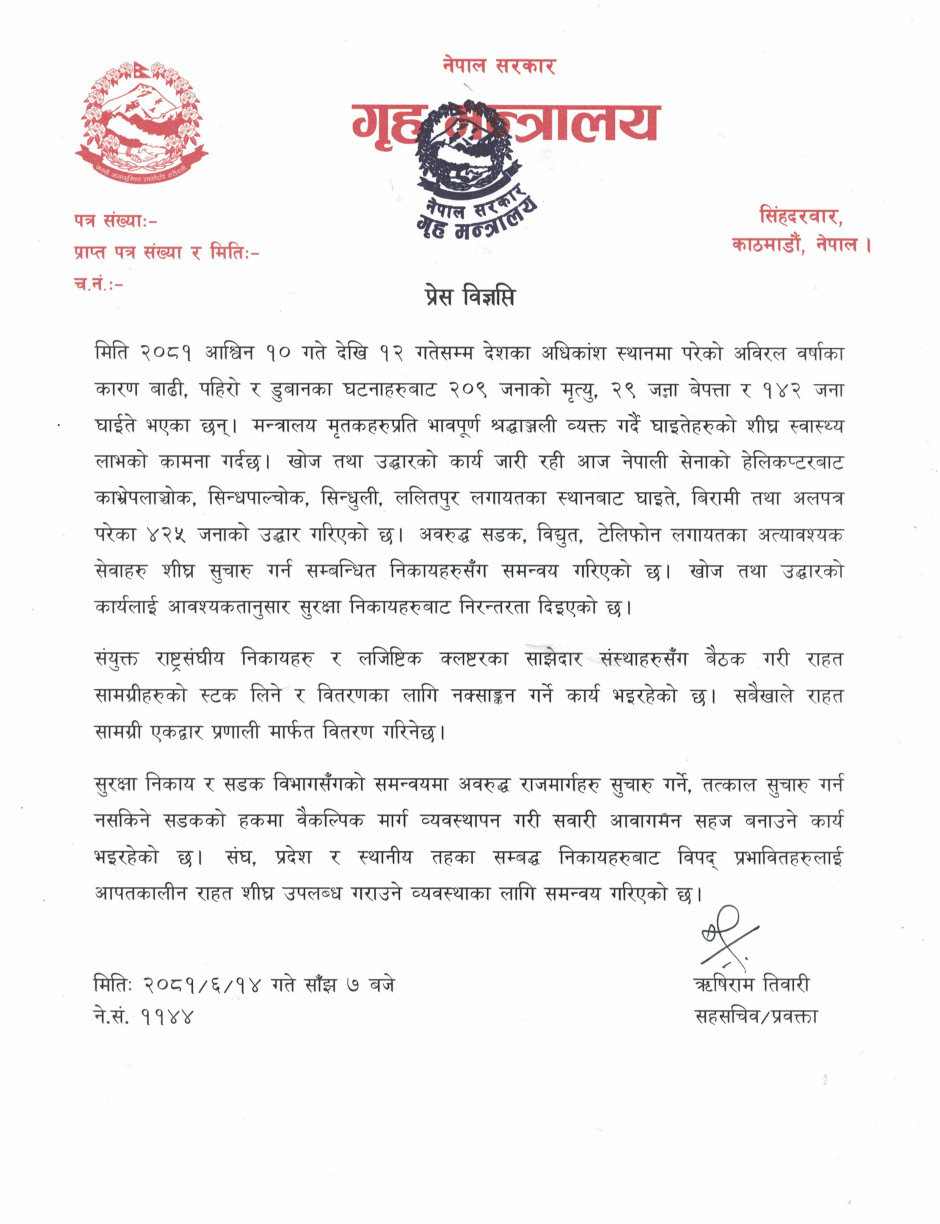 नेपाल सरकार
गृह मन्त्रालय
नेपाल सरकार
गृह मन्त्रालय
पत्र संख्याः-
प्राप्त पत्र संख्या र मितिः-
च.नं.:-
सिंहदरवार,
काठमाडौं, नेपाल ।
प्रेस विज्ञप्ति
मिति २०८१ आश्विन १० गते देखि १२ गतेसम्म देशका अधिकांश स्थानमा परेको अविरल वर्षाका
कारण बाढी, पहिरो र डुबानका घटनाहरुबाट २०९ जनाको मृत्यु, २९ जना बेपत्ता र १४२ जना
घाईते भएका छन्। मन्त्रालय मृतकहरुप्रति भावपूर्ण श्रद्धाञ्जली व्यक्त गर्दै घाइतेहरुको शीघ्र स्वास्थ्य
लाभको कामना गर्दछ। खोज तथा उद्धारको कार्य जारी रही आज नेपाली सेनाको हेलिकप्टरबाट
काभ्रेपलाञ्चोक, सिन्धपाल्चोक, सिन्धुली, ललितपुर लगायतका स्थानबाट घाइते, बिरामी तथा अलपत्र
परेका ४२५ जनाको उद्धार गरिएको छ। अवरुद्ध सडक, विद्युत, टेलिफोन लगायतका अत्यावश्यक
सेवाहरु शीघ्र सुचारु गर्न सम्बन्धित निकायहरुसँग समन्वय गरिएको छ। खोज तथा उद्धारको
कार्यलाई आवश्यकतानुसार सुरक्षा निकायहरुबाट निरन्तरता दिइएको छ।
संयुक्त राष्ट्रसंघीय निकायहरु र लजिष्टिक क्लष्टरका साझेदार संस्थाहरुसँग बैठक गरी राहत
सामग्रीहरुको स्टक लिने र वितरणका लागि नक्साङ्कन गर्ने कार्य भइरहेको छ। सबैखाले राहत
सामग्री एकद्वार प्रणाली मार्फत वितरण गरिनेछ।
सुरक्षा निकाय र सडक विभागसँगको समन्वयमा अवरुद्ध राजमार्गहरु सुचारु गर्ने, तत्काल सुचारु गर्न
नसकिने सडकको हकमा वैकल्पिक मार्ग व्यवस्थापन गरी सवारी आवागमन सहज बनाउने कार्य
भइरहेको छ। संघ, प्रदेश र स्थानीय तहका सम्बद्ध निकायहरुबाट विपद् प्रभावितहरुलाई
आपतकालीन राहत शीघ्र उपलब्ध गराउने व्यवस्थाका लागि समन्वय गरिएको छ।
मितिः २०८१/६/१४ गते साँझ ७ बजे
ने.सं. ११४४
ऋषिराम तिवारी
सहसचिव/प्रवक्ता